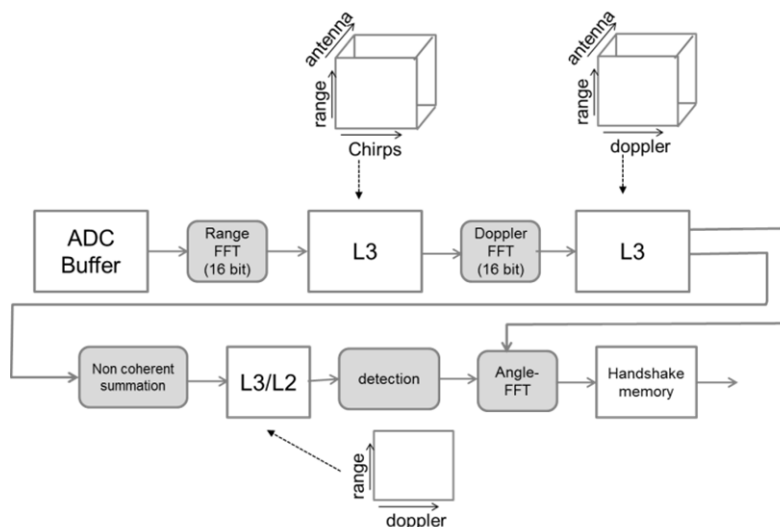 antenna
range
Chirps
antenna
range
doppler
ADC
Buffer
Range
FFT
(16 bit)
L3
Doppler
FFT
(16 bit)
L3
Non coherent
summation
L3/L2
detection
Angle-
FFT
Handshake
memory
range
doppler